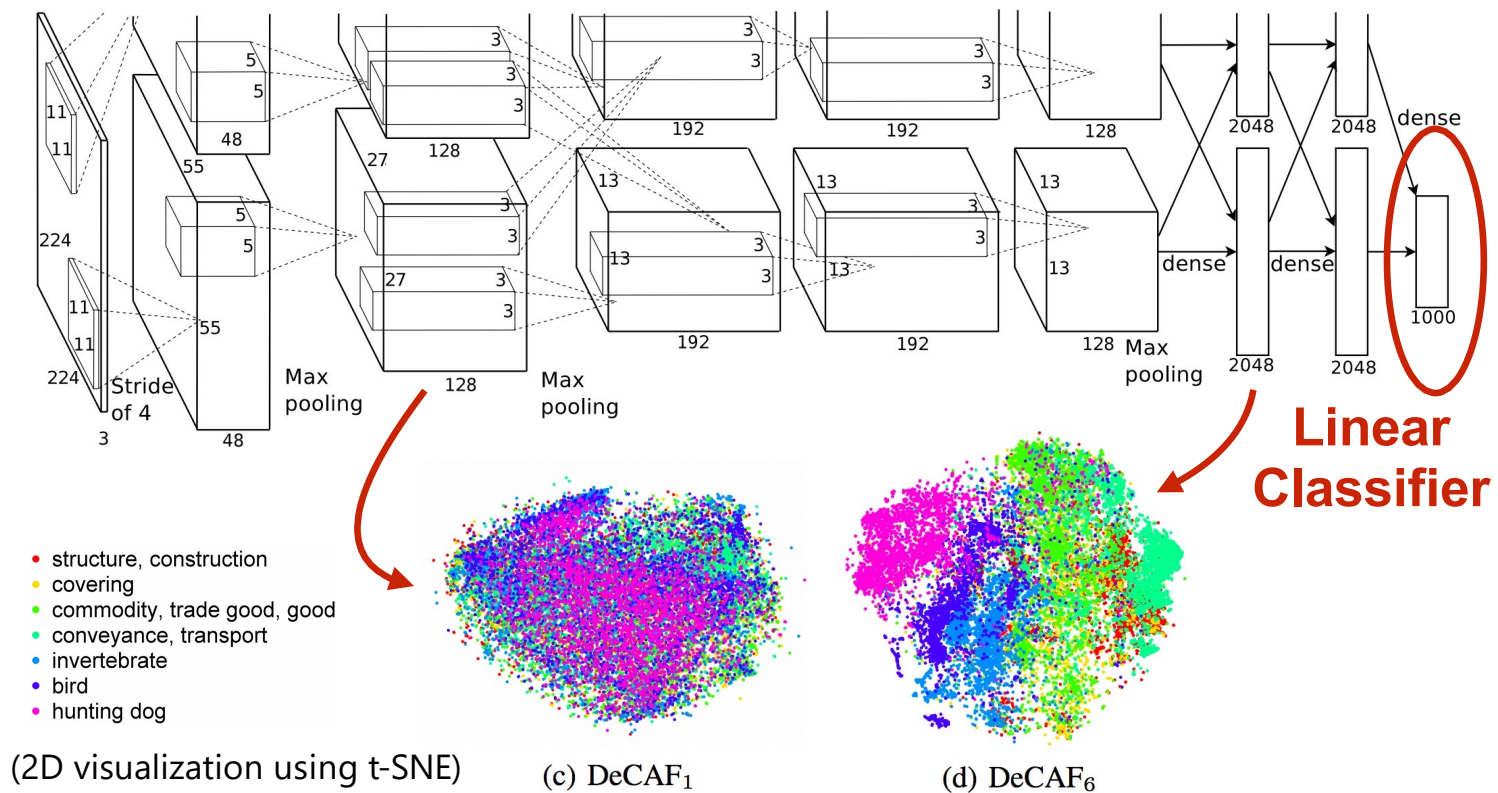 11
11
5
5
48
3
3
3
3
128
3
3
192
3
3
192
128
2048
2048
dense
224
11
11
224
3
Stride
of 4
55
5
5
55
48
Max
pooling
27
3
3
27
3
3
128
Max
pooling
13
3
3
13
192
13
3
3
13
192
13
13
128
Max
pooling
dense
dense
2048
2048
1000
Linear
Classifier
structure, construction
covering
commodity, trade good, good
conveyance, transport
invertebrate
bird
hunting dog
(2D visualization using t-SNE)
(c) DeCAF₁
(d) DeCAF₆